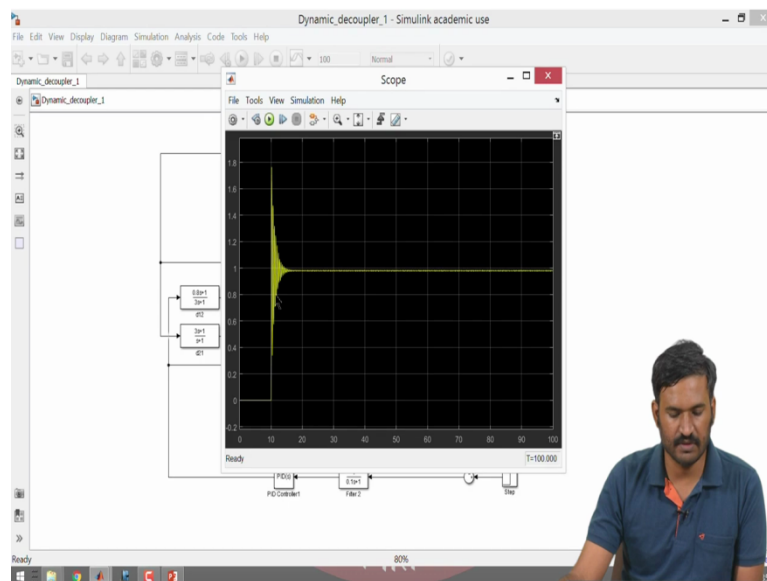 Dynamic_decoupler_1 - Simulink academic use
File Edit View Display Diagram Simulation Analysis Code Tools Help
100 Normal
Dynamic_decoupler_1
Dynamic_decoupler_1
Scope
File Tools View Simulation Help
1.8
1.6
1.4
1.2
1
0.8
0.6
0.4
0.2
0
-0.2
0 10 20 30 40 50 60 70 80 90 100
Ready T=100.000
0.8s+1
3s+1
d12
3s+1
s+1
d21
PID(s)
PID Controller1
0.1s+1
Filter 2
Step
Ready 80%